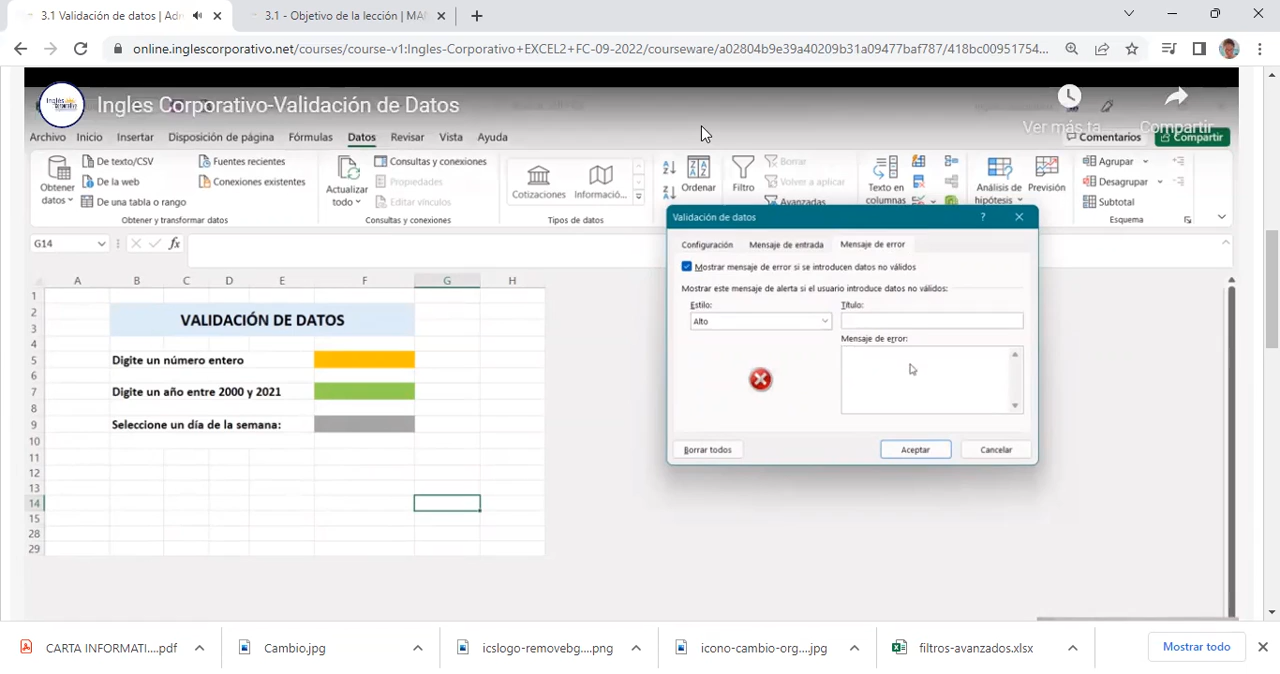 3.1 Validación de datos | Adm
3.1 - Objetivo de la lección | MA
online.inglescorporativo.net/courses/course-v1:Ingles-Corporativo+EXCEL2+FC-09-2022/courseware/a02804b9e39a40209b31a09477baf787/418bc00951754...
Ingles Corporativo-Validación de Datos
Ver más ta...
Compartir
Archivo Inicio Insertar Disposición de página Fórmulas Datos Revisar Vista Ayuda
Comentarios Compartir
Obtener datos
De texto/CSV
De la web
De una tabla o rango
Fuentes recientes
Conexiones existentes
Obtener y transformar datos
Actualizar todo
Consultas y conexiones
Propiedades
Editar vínculos
Consultas y conexiones
Cotizaciones Informació...
Tipos de datos
Ordenar
Filtro
Borrar
Volver a aplicar
Avanzadas
Texto en columnas
Análisis de hipótesis
Previsión
Agrupar
Desagrupar
Subtotal
Esquema
G14
fx
A B C D E F G H
1
2
3
4
5
6
7
8
9
10
11
12
13
14
15
28
29
VALIDACIÓN DE DATOS
Digite un número entero
Digite un año entre 2000 y 2021
Seleccione un día de la semana:
Validación de datos ?
Configuración Mensaje de entrada Mensaje de error
Mostrar mensaje de error si se introducen datos no válidos
Mostrar este mensaje de alerta si el usuario introduce datos no válidos:
Estilo: Título:
Alto
Mensaje de error:
Borrar todos Aceptar Cancelar
CARTA INFORMATI....pdf
Cambio.jpg
icslogo-removebg....png
icono-cambio-org....jpg
filtros-avanzados.xlsx
Mostrar todo